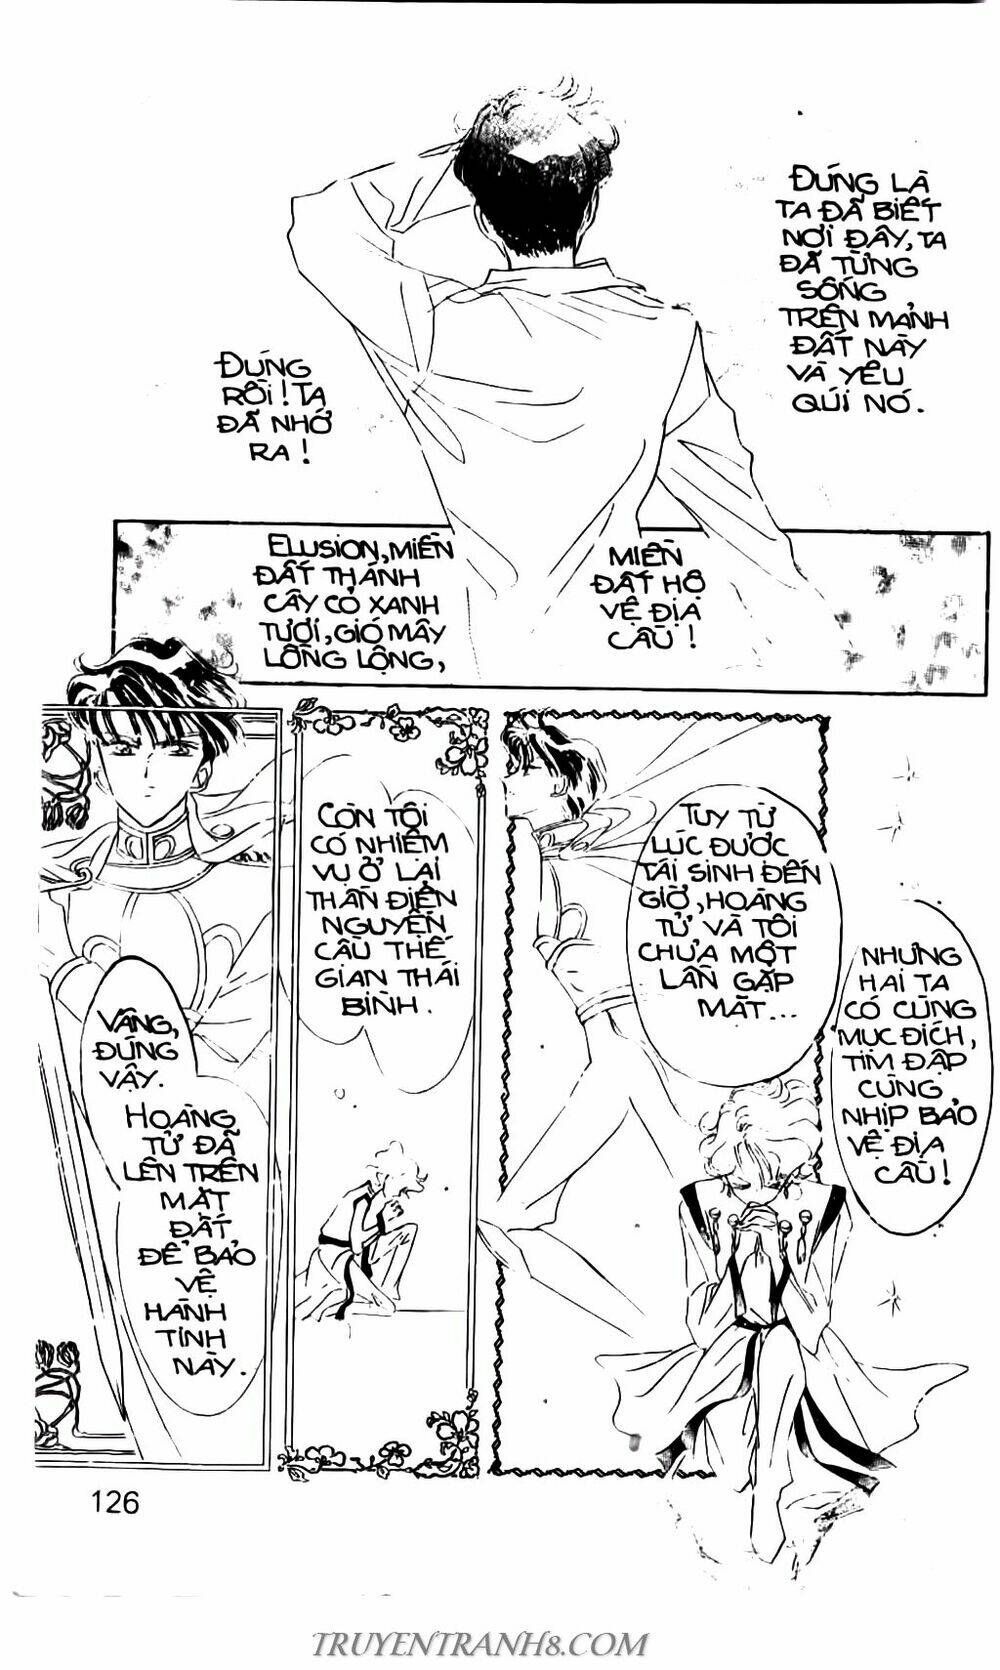 ĐÚNG
RỒI! TA
ĐÃ NHỚ
RA!
ĐÚNG LÀ
TA ĐÃ BIẾT
NƠI ĐÂY, TA
ĐÃ TỪNG
SỐNG
TRÊN MẢNH
ĐẤT NÀY
VÀ YÊU
QÚI NÓ.
ELUSION, MIỀN
ĐẤT THÁNH
CÂY CỎ XANH
TƯƠI, GIÓ MÂY
LỒNG LỘNG,
MIỀN
ĐẤT HỘ
VỆ ĐỊA
CẦU!
VÂNG,
ĐÚNG
VẬY.
HOÀNG
TỬ ĐÃ
LÊN TRÊN
MẶT
ĐẤT
ĐỂ BẢO
VỆ
HÀNH
TINH
NÀY.
CÒN TÔI
CÓ NHIỆM
VỤ Ở LẠI
THẦN ĐIỆN
NGUYỆN
CẦU THẾ
GIAN THÁI
BÌNH.
TUY TỪ
LÚC ĐƯỢC
TÁI SINH ĐẾN
GIỜ, HOÀNG
TỬ VÀ TÔI
CHƯA MỘT
LẦN GẶP
MẶT...
NHƯNG
HAI TA
CÓ CÙNG
MỤC ĐÍCH,
TIM ĐẬP
CÙNG
NHỊP BẢO
VỆ ĐỊA
CẦU!
126
TRUYENTRANH8.COM